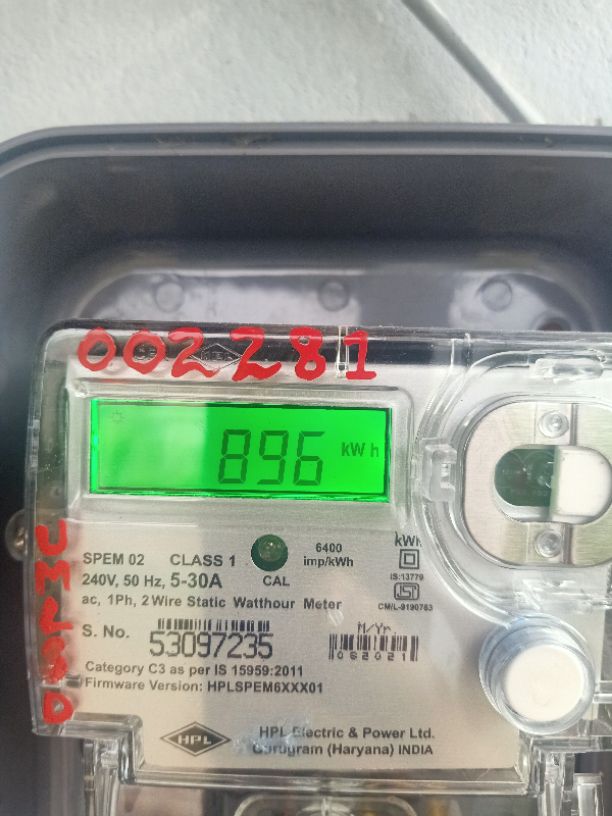 002281
896 kWh
SPEM 02 CLASS 1 6400 imp/kWh kWh
240V, 50 Hz, 5-30A CAL IS:13779
ac, 1Ph, 2 Wire Static Watthour Meter CM/L-9190763
S. No. 53097235 M/Yr 062021
Category C3 as per IS 15959:2011
Firmware Version: HPLSPEM6XXX01
HPL HPL Electric & Power Ltd.
Gurugram (Haryana) INDIA